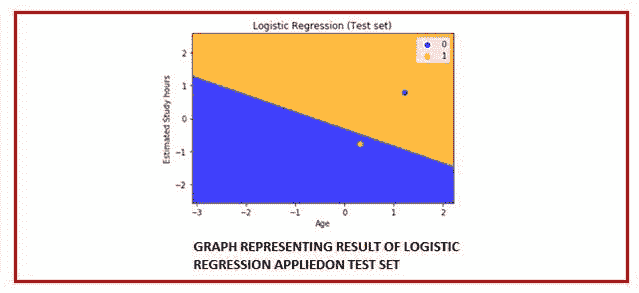 Logistic Regression (Test set)
0
1
Estimated Study hours
2
1
0
−1
−2
−3
−2
−1
0
1
2
Age
GRAPH REPRESENTING RESULT OF LOGISTIC
REGRESSION APPLIEDON TEST SET